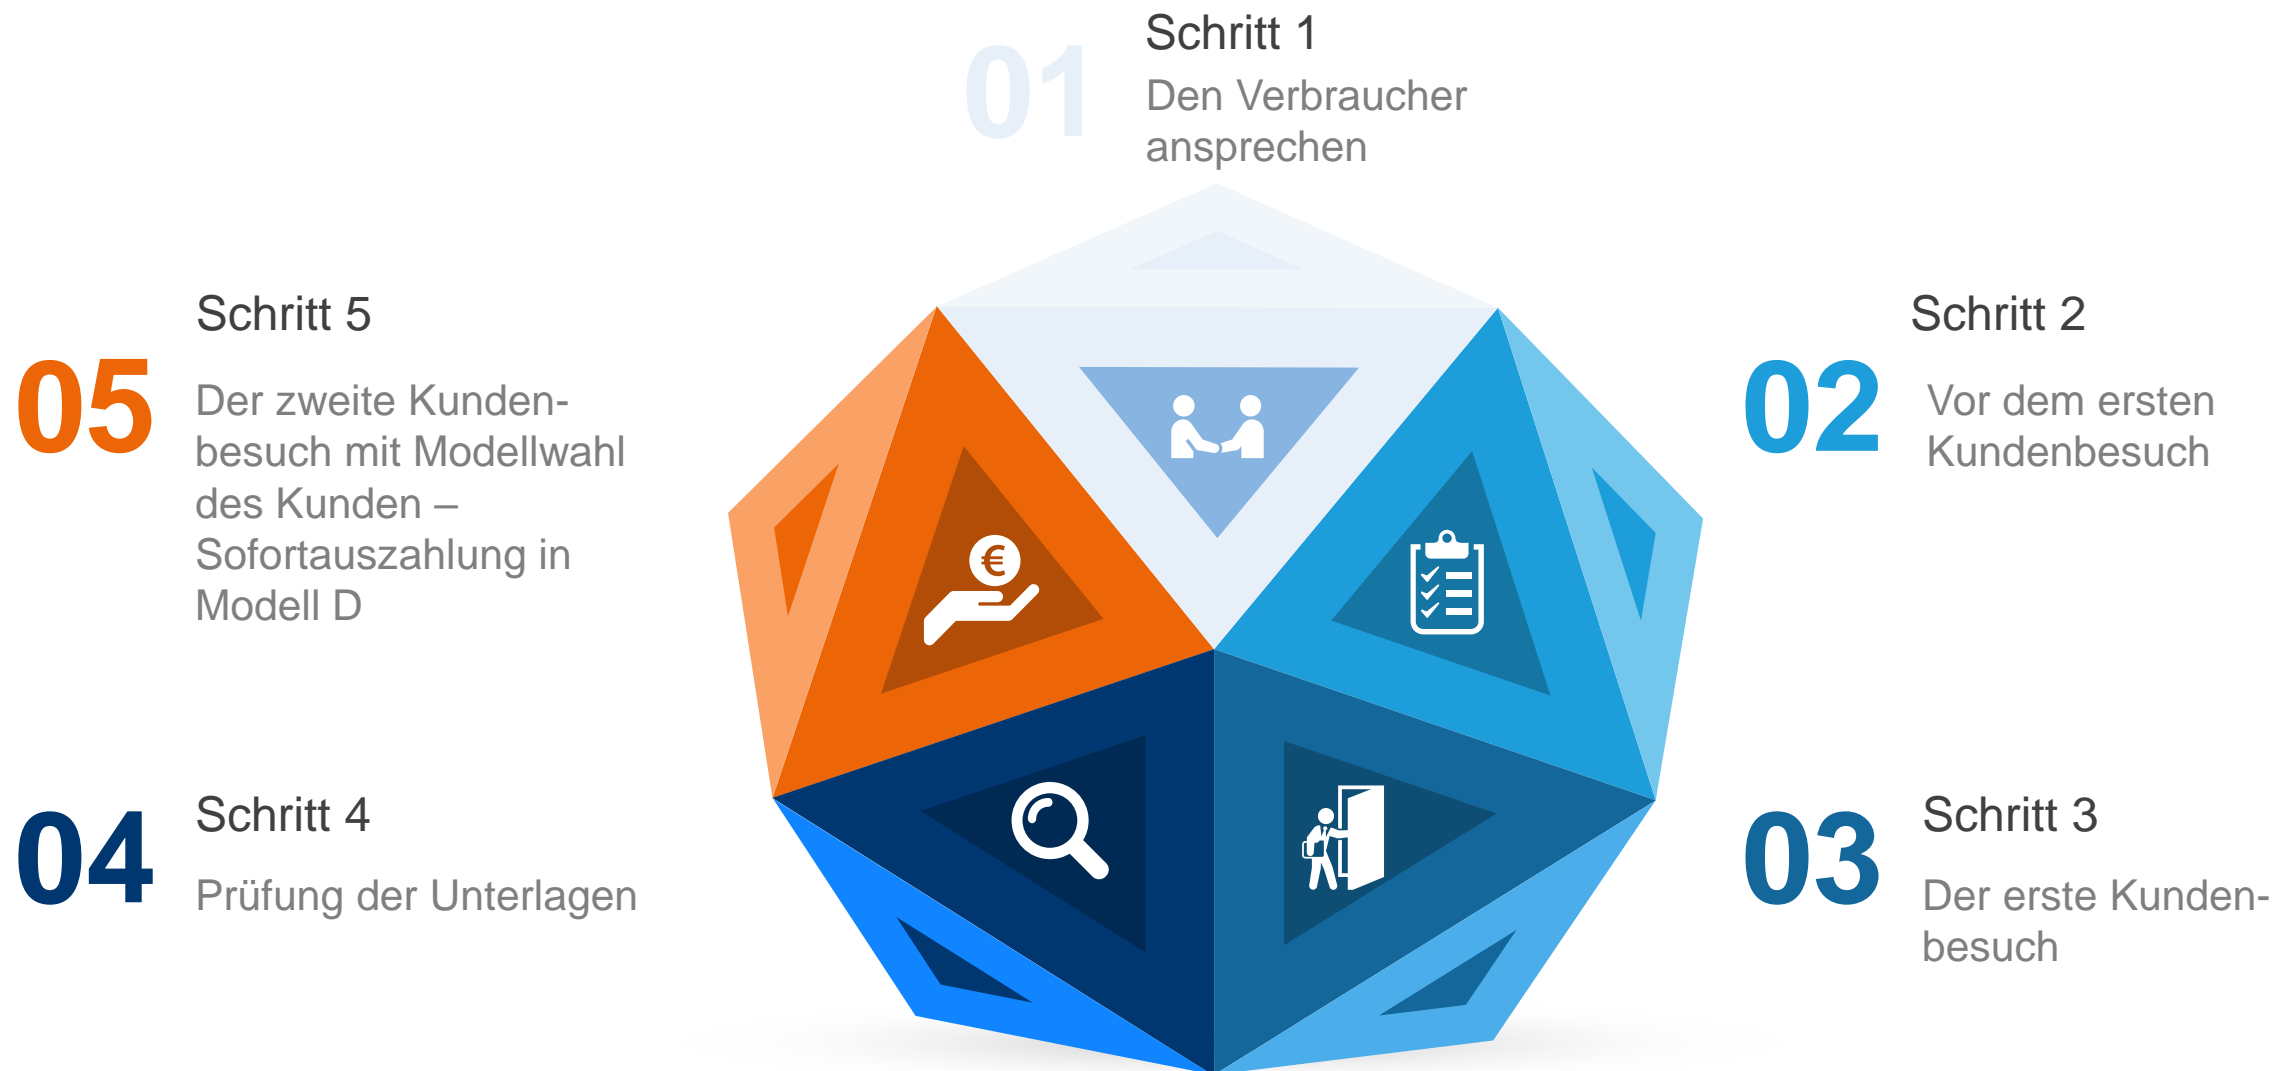 01
Schritt 1
Den Verbraucher
ansprechen
02
Schritt 2
Vor dem ersten
Kundenbesuch
03
Schritt 3
Der erste Kunden-
besuch
04
Schritt 4
Prüfung der Unterlagen
05
Schritt 5
Der zweite Kunden-
besuch mit Modellwahl
des Kunden –
Sofortauszahlung in
Modell D
€